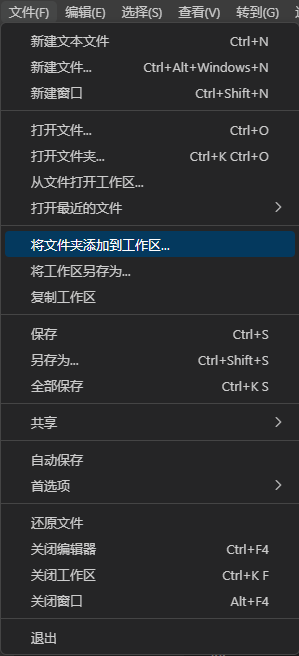 文件(F) 编辑(E) 选择(S) 查看(V) 转到(G)
新建文本文件 Ctrl+N
新建文件... Ctrl+Alt+Windows+N
新建窗口 Ctrl+Shift+N
打开文件... Ctrl+O
打开文件夹... Ctrl+K Ctrl+O
从文件打开工作区...
打开最近的文件
将文件夹添加到工作区...
将工作区另存为...
复制工作区
保存 Ctrl+S
另存为... Ctrl+Shift+S
全部保存 Ctrl+K S
共享
自动保存
首选项
还原文件
关闭编辑器 Ctrl+F4
关闭工作区 Ctrl+K F
关闭窗口 Alt+F4
退出